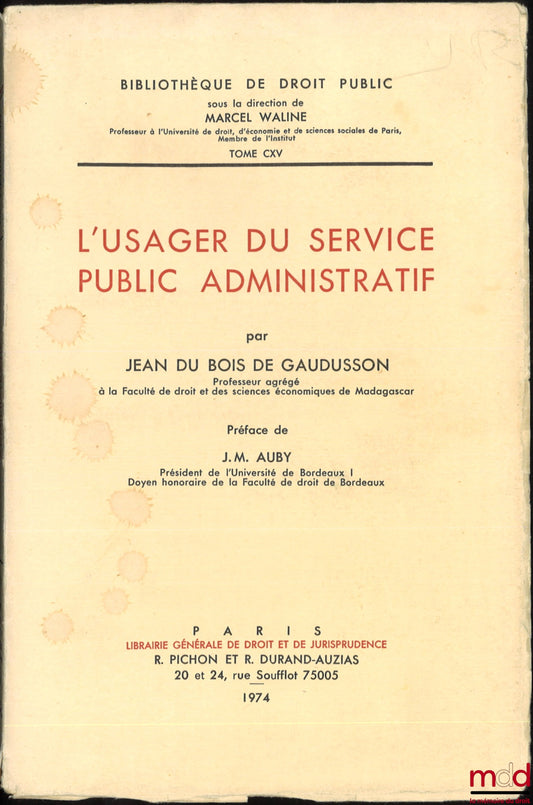 BIBLIOTHÈQUE DE DROIT PUBLIC
sous la direction de
MARCEL WALINE
Professeur à l'Université de droit, d'économie et de sciences sociales de Paris,
Membre de l'Institut
TOME CXV
L'USAGER DU SERVICE
PUBLIC ADMINISTRATIF
par
JEAN DU BOIS DE GAUDUSSON
Professeur agrégé
à la Faculté de droit et des sciences économiques de Madagascar
Préface de
J. M. AUBY
Président de l'Université de Bordeaux I
Doyen honoraire de la Faculté de droit de Bordeaux
PARIS
LIBRAIRIE GÉNÉRALE DE DROIT ET DE JURISPRUDENCE
R. PICHON ET R. DURAND-AUZIAS
20 et 24, rue Soufflot 75005
1974
mdd
la mémoire du droit